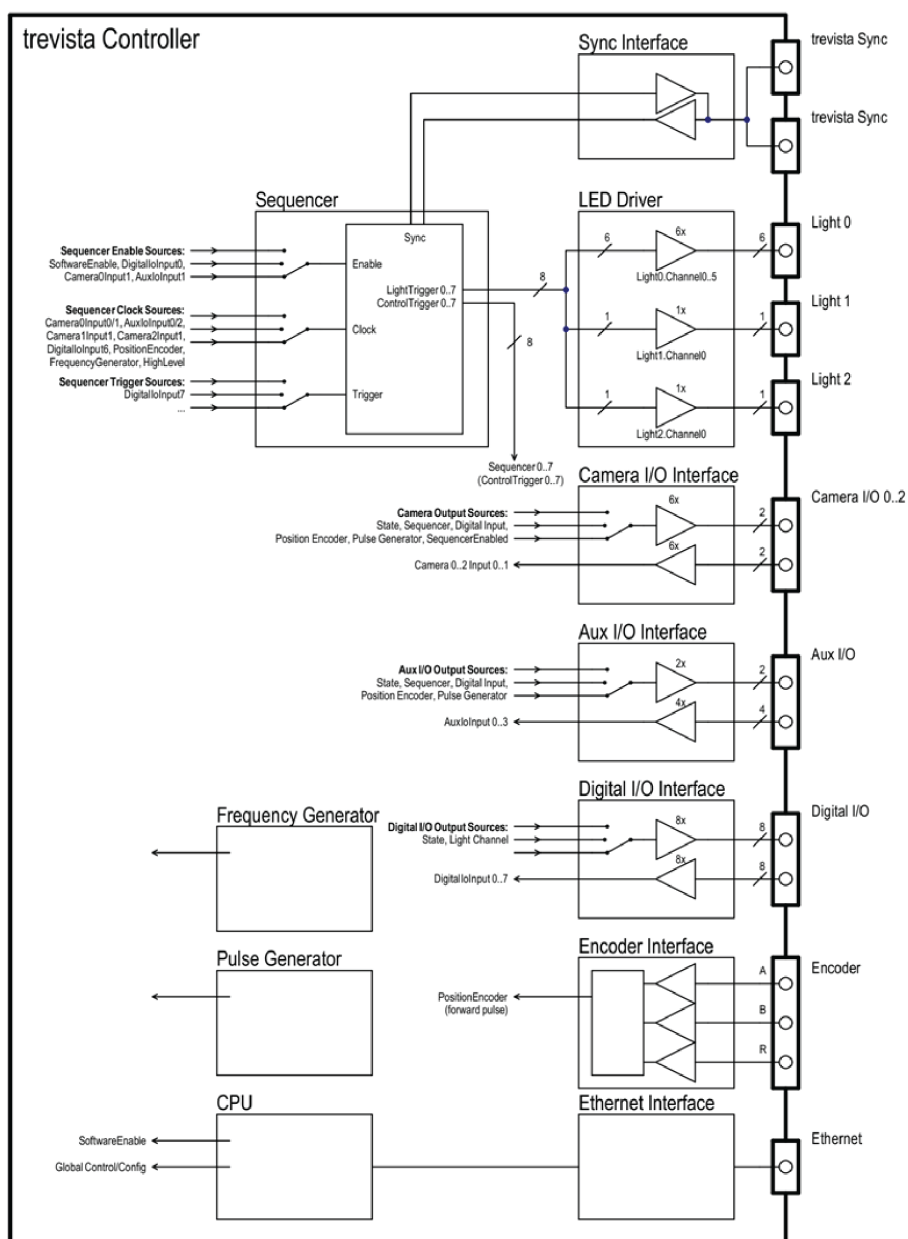 trevista Controller
Sync Interface
trevista Sync
trevista Sync
Sequencer
LED Driver
Sync
Sequencer Enable Sources:
SoftwareEnable, DigitalIoInput0,
Camera0Input1, AuxIoInput1
Enable
LightTrigger 0..7
ControlTrigger 0..7
8
8
6
6x
6
Light0.Channel0..5
Light 0
Sequencer Clock Sources:
Camera0Input0/1, AuxIoInput0/2,
Camera1Input1, Camera2Input1,
DigitalIoInput6, PositionEncoder,
FrequencyGenerator, HighLevel
Clock
1
1x
1
Light1.Channel0
Light 1
Sequencer Trigger Sources:
DigitalIoInput7
...
Trigger
1
1x
1
Light2.Channel0
Light 2
Sequencer 0..7
(ControlTrigger 0..7)
Camera I/O Interface
Camera I/O 0..2
Camera Output Sources:
State, Sequencer, Digital Input,
Position Encoder, Pulse Generator, SequencerEnabled
6x
2
Camera 0..2 Input 0..1
6x
2
Aux I/O Interface
Aux I/O
Aux I/O Output Sources:
State, Sequencer, Digital Input,
Position Encoder, Pulse Generator
2x
2
AuxIoInput 0..3
4x
4
Digital I/O Interface
Digital I/O
Digital I/O Output Sources:
State, Light Channel
8x
8
DigitalIoInput 0..7
8x
8
Frequency Generator
Pulse Generator
Encoder Interface
Encoder
PositionEncoder
(forward pulse)
A
B
R
CPU
SoftwareEnable
Global Control/Config
Ethernet Interface
Ethernet